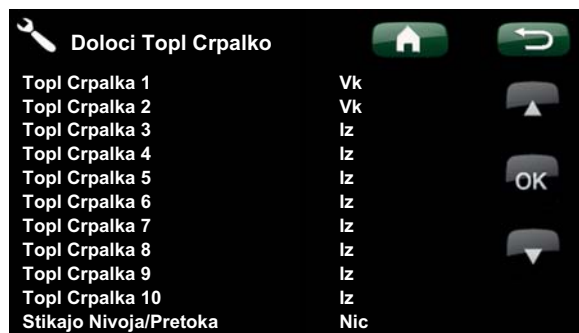 Doloci Topl Crpalko
Topl Crpalka 1 Vk
Topl Crpalka 2 Vk
Topl Crpalka 3 Iz
Topl Crpalka 4 Iz
Topl Crpalka 5 Iz
Topl Crpalka 6 Iz
Topl Crpalka 7 Iz
Topl Crpalka 8 Iz
Topl Crpalka 9 Iz
Topl Crpalka 10 Iz
Stikajo Nivoja/Pretoka Nic
OK